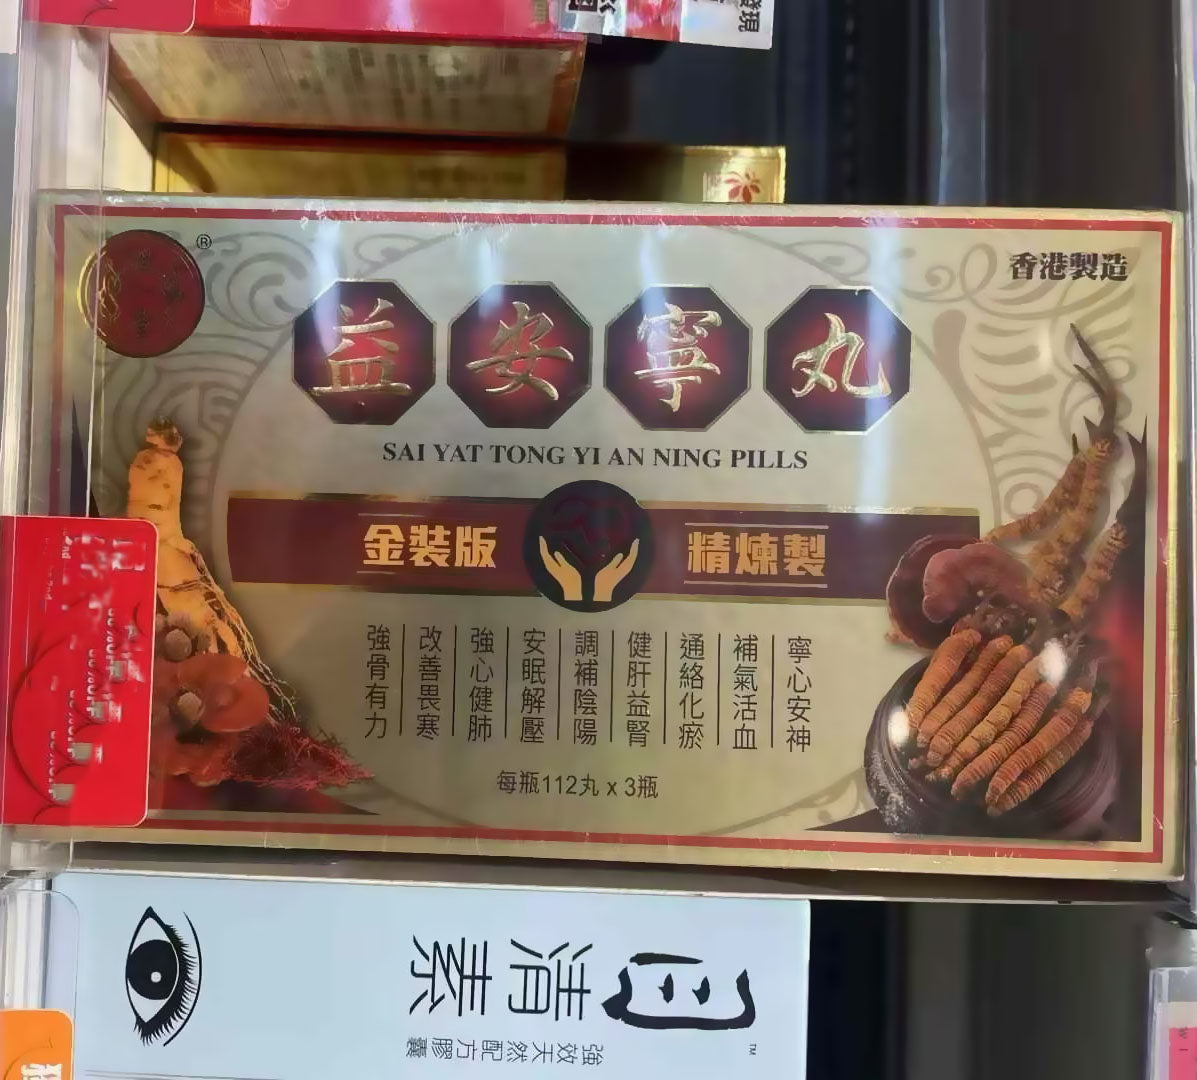 香港製造
®
益安寧丸
SAI YAT TONG YI AN NING PILLS
金裝版 精煉製
寧心安神
補氣活血
通絡化瘀
健肝益腎
調補陰陽
安眠解壓
強心健肺
改善畏寒
強骨有力
每瓶112丸 x 3瓶
目清素
強效天然配方膠囊
TM